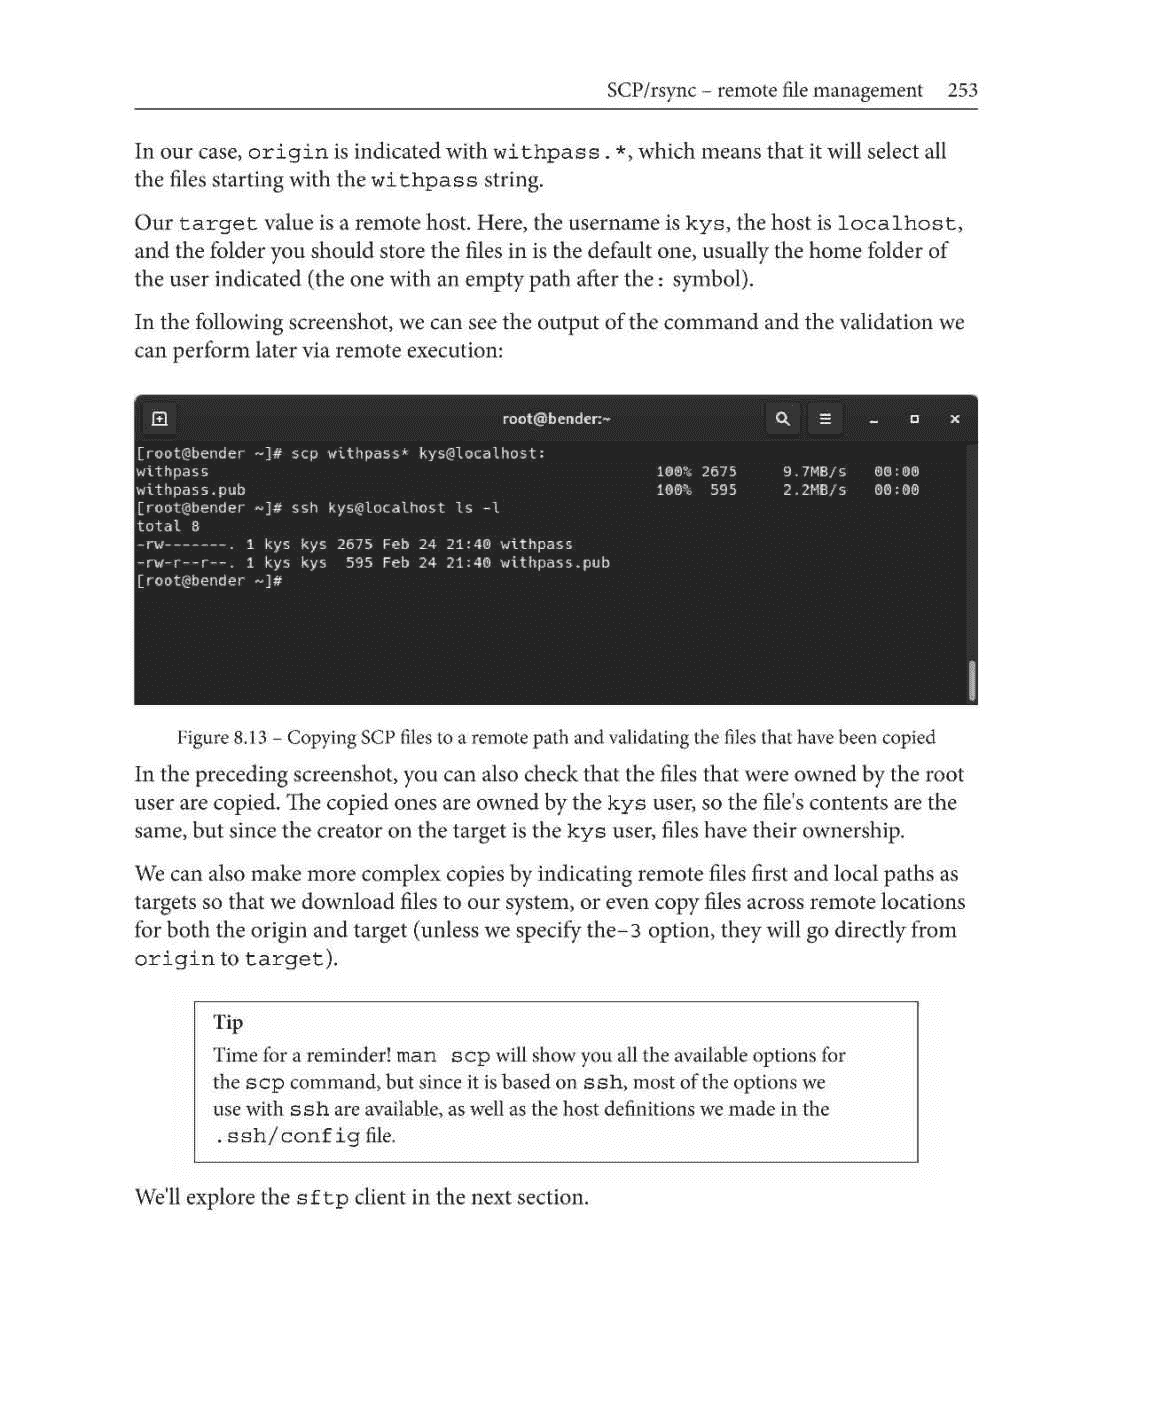 SCP/rsync – remote file management 253
In our case, origin is indicated with withpass.*, which means that it will select all
the files starting with the withpass string.
Our target value is a remote host. Here, the username is kys, the host is localhost,
and the folder you should store the files in is the default one, usually the home folder of
the user indicated (the one with an empty path after the: symbol).
In the following screenshot, we can see the output of the command and the validation we
can perform later via remote execution:
root@bender:~
[root@bender ~]# scp withpass* kys@localhost:
withpass 100% 2675 9.7MB/s 00:00
withpass.pub 100% 595 2.2MB/s 00:00
[root@bender ~]# ssh kys@localhost ls -l
total 8
-rw-------. 1 kys kys 2675 Feb 24 21:40 withpass
-rw-r--r--. 1 kys kys 595 Feb 24 21:40 withpass.pub
[root@bender ~]#
Figure 8.13 – Copying SCP files to a remote path and validating the files that have been copied
In the preceding screenshot, you can also check that the files that were owned by the root
user are copied. The copied ones are owned by the kys user, so the file's contents are the
same, but since the creator on the target is the kys user, files have their ownership.
We can also make more complex copies by indicating remote files first and local paths as
targets so that we download files to our system, or even copy files across remote locations
for both the origin and target (unless we specify the-3 option, they will go directly from
origin to target).
Tip
Time for a reminder! man scp will show you all the available options for
the scp command, but since it is based on ssh, most of the options we
use with ssh are available, as well as the host definitions we made in the
.ssh/config file.
We'll explore the sftp client in the next section.